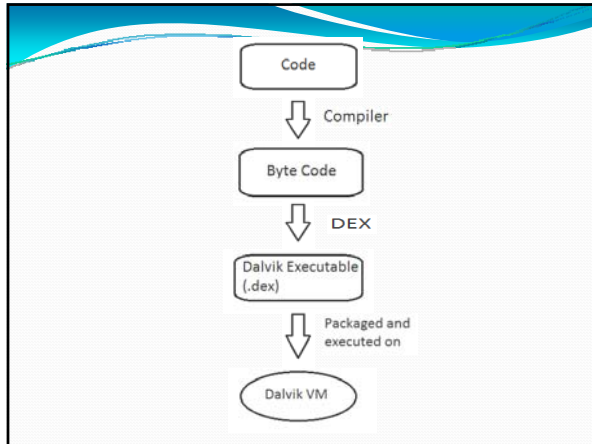 Code
Compiler
Byte Code
DEX
Dalvik Executable
(.dex)
Packaged and
executed on
Dalvik VM